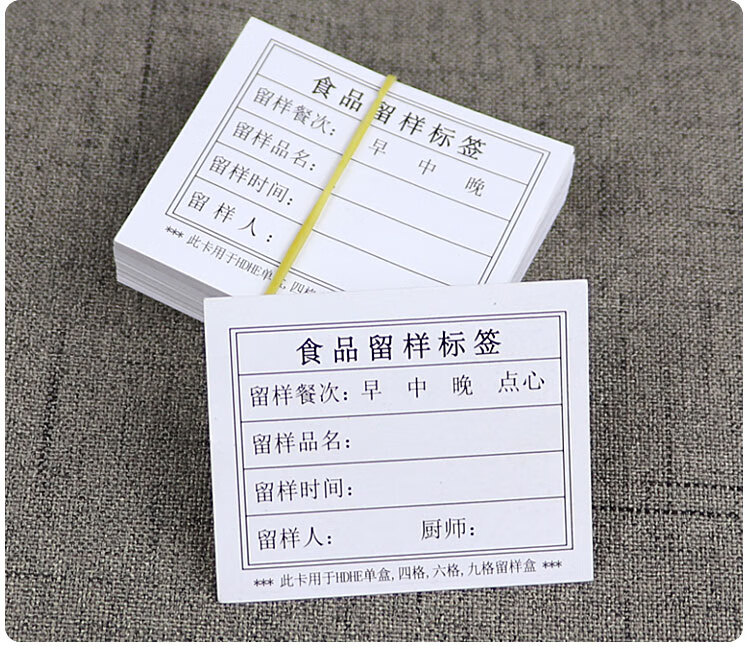 食品留样标签
留样餐次: 早 中 晚
留样品名:
留样时间:
留样人:
*** 此卡用于HDHE单盒, 四格
食品留样标签
留样餐次: 早 中 晚 点心
留样品名:
留样时间:
留样人: 厨师:
*** 此卡用于HDHE单盒, 四格, 六格, 九格留样盒 ***